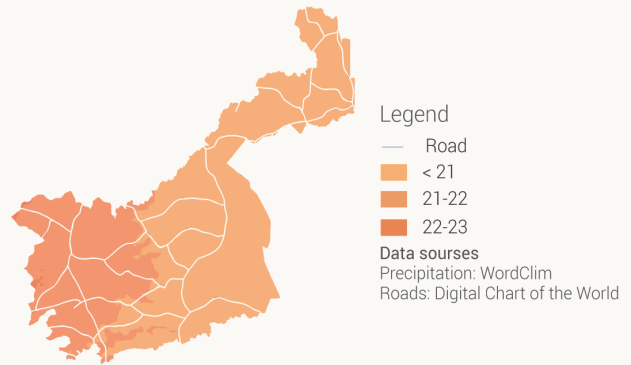 Legend
Road
< 21
21-22
22-23
Data sourses
Precipitation: WordClim
Roads: Digital Chart of the World